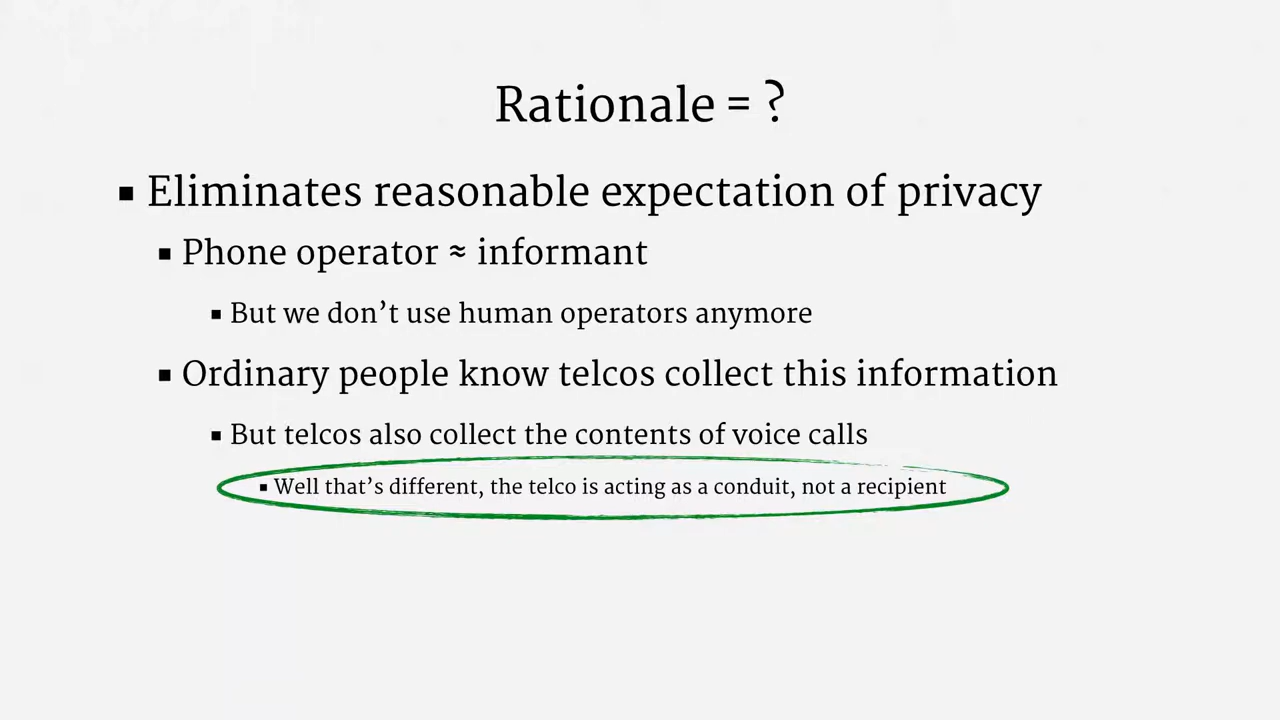 Rationale = ?
▪ Eliminates reasonable expectation of privacy
▪ Phone operator ≈ informant
▪ But we don’t use human operators anymore
▪ Ordinary people know telcos collect this information
▪ But telcos also collect the contents of voice calls
▪ Well that’s different, the telco is acting as a conduit, not a recipient